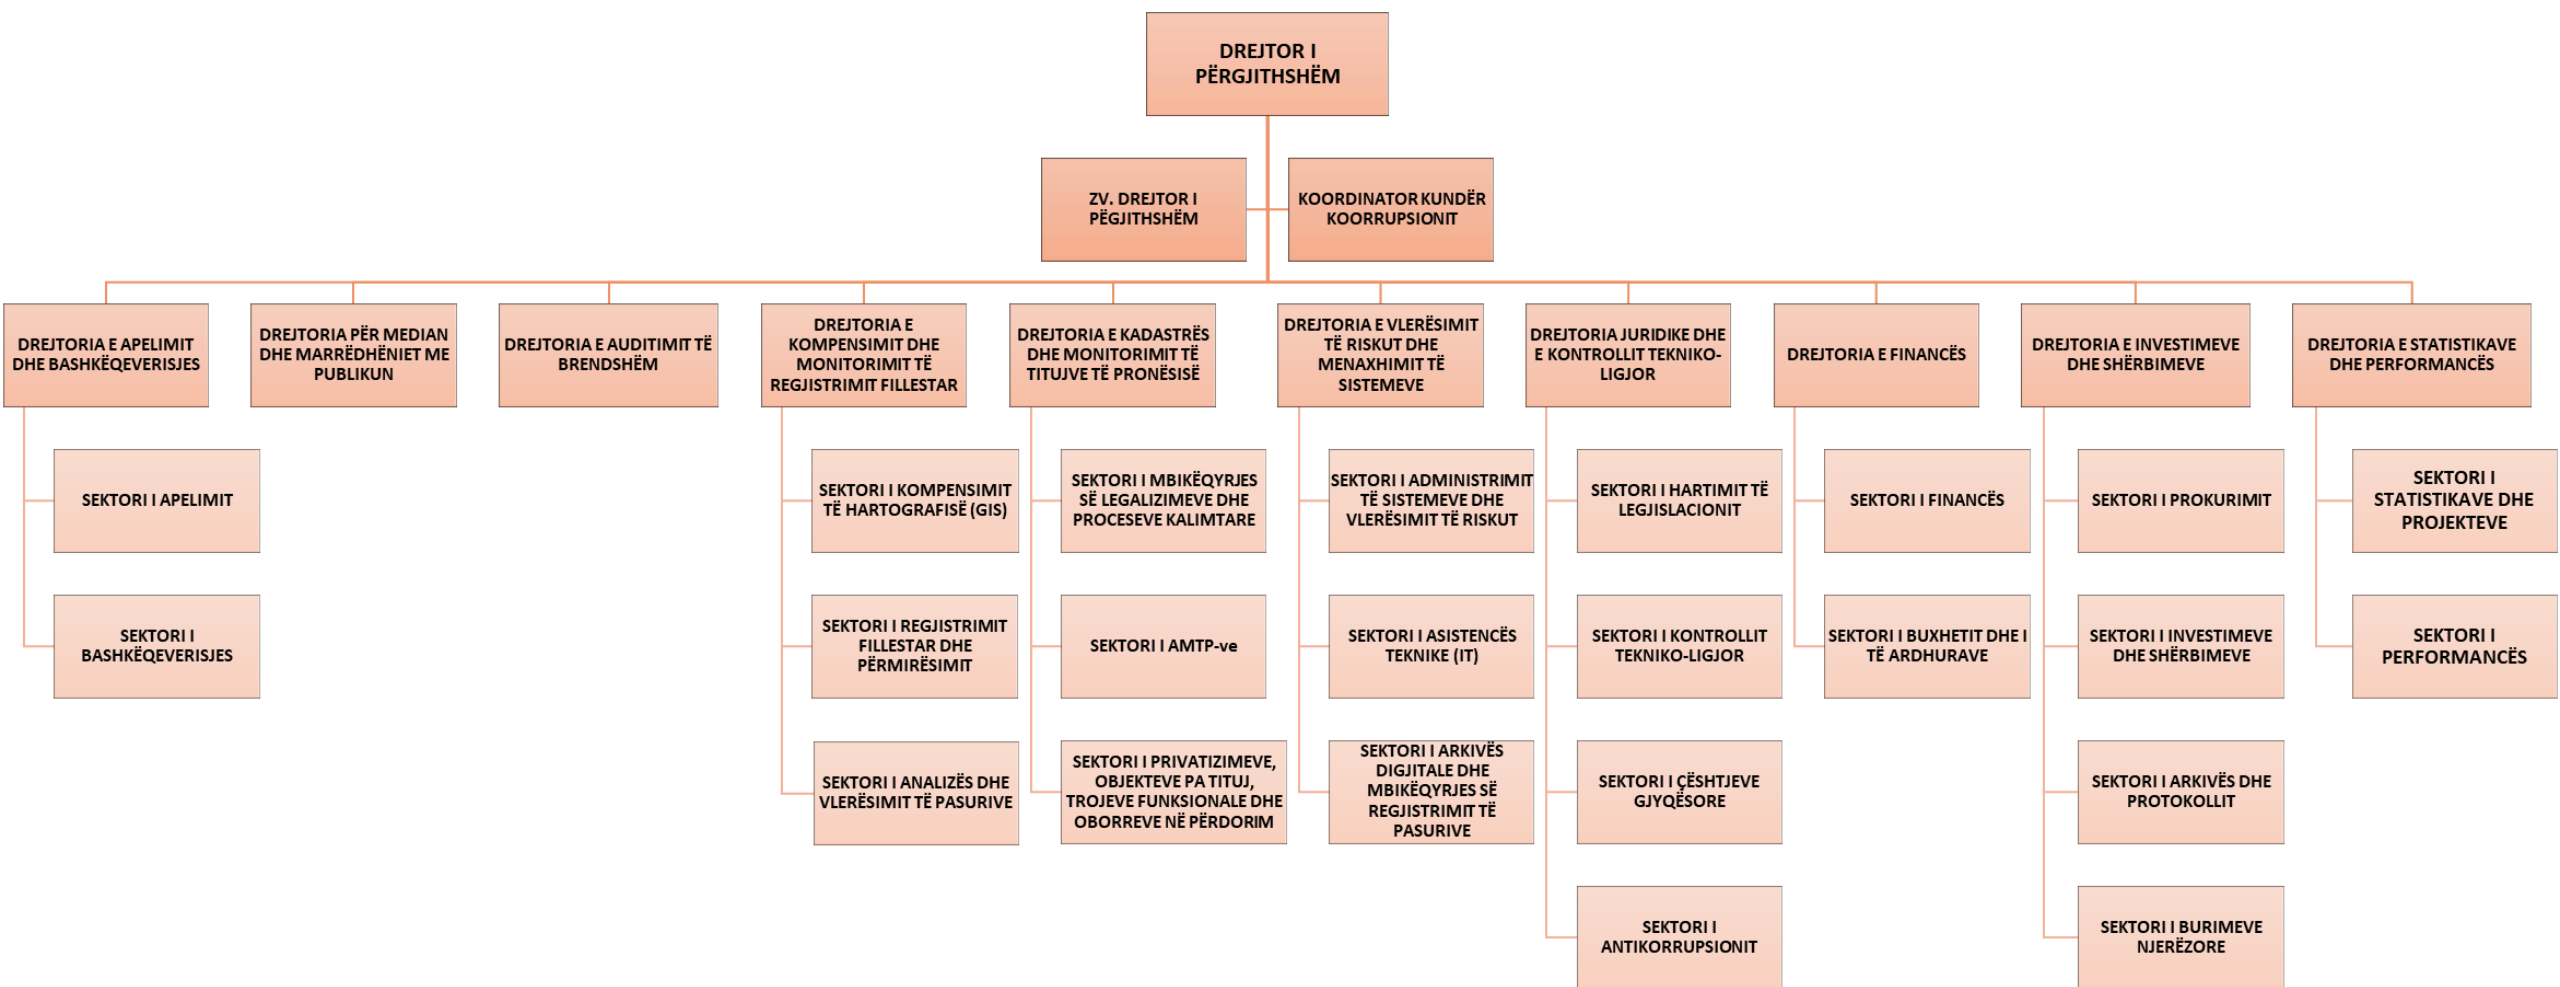 DREJTOR I
PËRGJITHSHËM
ZV. DREJTOR I
PËGJITHSHËM
KOORDINATOR KUNDËR
KOORRUPSIONIT
DREJTORIA E APELIMIT
DHE BASHKËQEVERISJES
DREJTORIA PËR MEDIAN
DHE MARRËDHËNIET ME
PUBLIKUN
DREJTORIA E AUDITIMIT TË
BRENDSHËM
DREJTORIA E
KOMPENSIMIT DHE
MONITORIMIT TË
REGJISTRIMIT FILLESTAR
DREJTORIA E KADASTRËS
DHE MONITORIMIT TË
TITUJVE TË PRONËSISË
DREJTORIA E VLERËSIMIT
TË RISKUT DHE
MENAXHIMIT TË
SISTEMEVE
DREJTORIA JURIDIKE DHE
E KONTROLLIT TEKNIKO-
LIGJOR
DREJTORIA E FINANCËS
DREJTORIA E INVESTIMEVE
DHE SHËRBIMEVE
DREJTORIA E STATISTIKAVE
DHE PERFORMANCËS
SEKTORI I APELIMIT
SEKTORI I KOMPENSIMIT
TË HARTOGRAFISË (GIS)
SEKTORI I MBIKËQYRJES
SË LEGALIZIMEVE DHE
PROCESEVE KALIMTARE
SEKTORI I ADMINISTRIMIT
TË SISTEMEVE DHE
VLERËSIMIT TË RISKUT
SEKTORI I HARTIMIT TË
LEGJISLACIONIT
SEKTORI I FINANCËS
SEKTORI I PROKURIMIT
SEKTORI I
STATISTIKAVE DHE
PROJEKTEVE
SEKTORI I
BASHKËQEVERISJES
SEKTORI I REGJISTRIMIT
FILLESTAR DHE
PËRMIRËSIMIT
SEKTORI I AMTP-ve
SEKTORI I ASISTENCËS
TEKNIKE (IT)
SEKTORI I KONTROLLIT
TEKNIKO-LIGJOR
SEKTORI I BUXHETIT DHE I
TË ARDHURAVE
SEKTORI I INVESTIMEVE
DHE SHËRBIMEVE
SEKTORI I
PERFORMANCËS
SEKTORI I ANALIZËS DHE
VLERËSIMIT TË PASURIVE
SEKTORI I PRIVATIZIMEVE,
OBJEKTEVE PA TITUJ,
TROJEVE FUNKSIONALE DHE
OBORREVE NË PËRDORIM
SEKTORI I ARKIVËS
DIGJITALE DHE
MBIKËQYRJES SË
REGJISTRIMIT TË
PASURIVE
SEKTORI I ÇËSHTJEVE
GJYQËSORE
SEKTORI I ARKIVËS DHE
PROTOKOLLIT
SEKTORI I
ANTIKORRUPSIONIT
SEKTORI I BURIMEVE
NJERËZORE